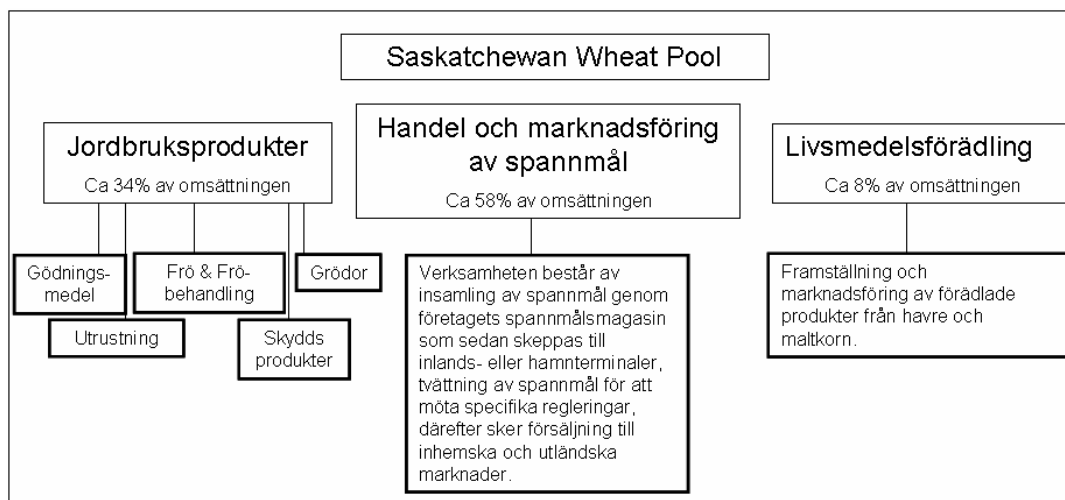 Saskatchewan Wheat Pool
Jordbruksprodukter
Ca 34% av omsättningen
Handel och marknadsföring
av spannmål
Ca 58% av omsättningen
Livsmedelsförädling
Ca 8% av omsättningen
Gödnings-
medel
Utrustning
Frö & Frö-
behandling
Skydds
produkter
Grödor
Verksamheten består av
insamling av spannmål genom
företagets spannmålsmagasin
som sedan skeppas till
inlands- eller hamnterminaler,
tvättning av spannmål för att
möta specifika regleringar,
därefter sker försäljning till
inhemska och utländska
marknader.
Framställning och
marknadsföring av förädlade
produkter från havre och
maltkorn.